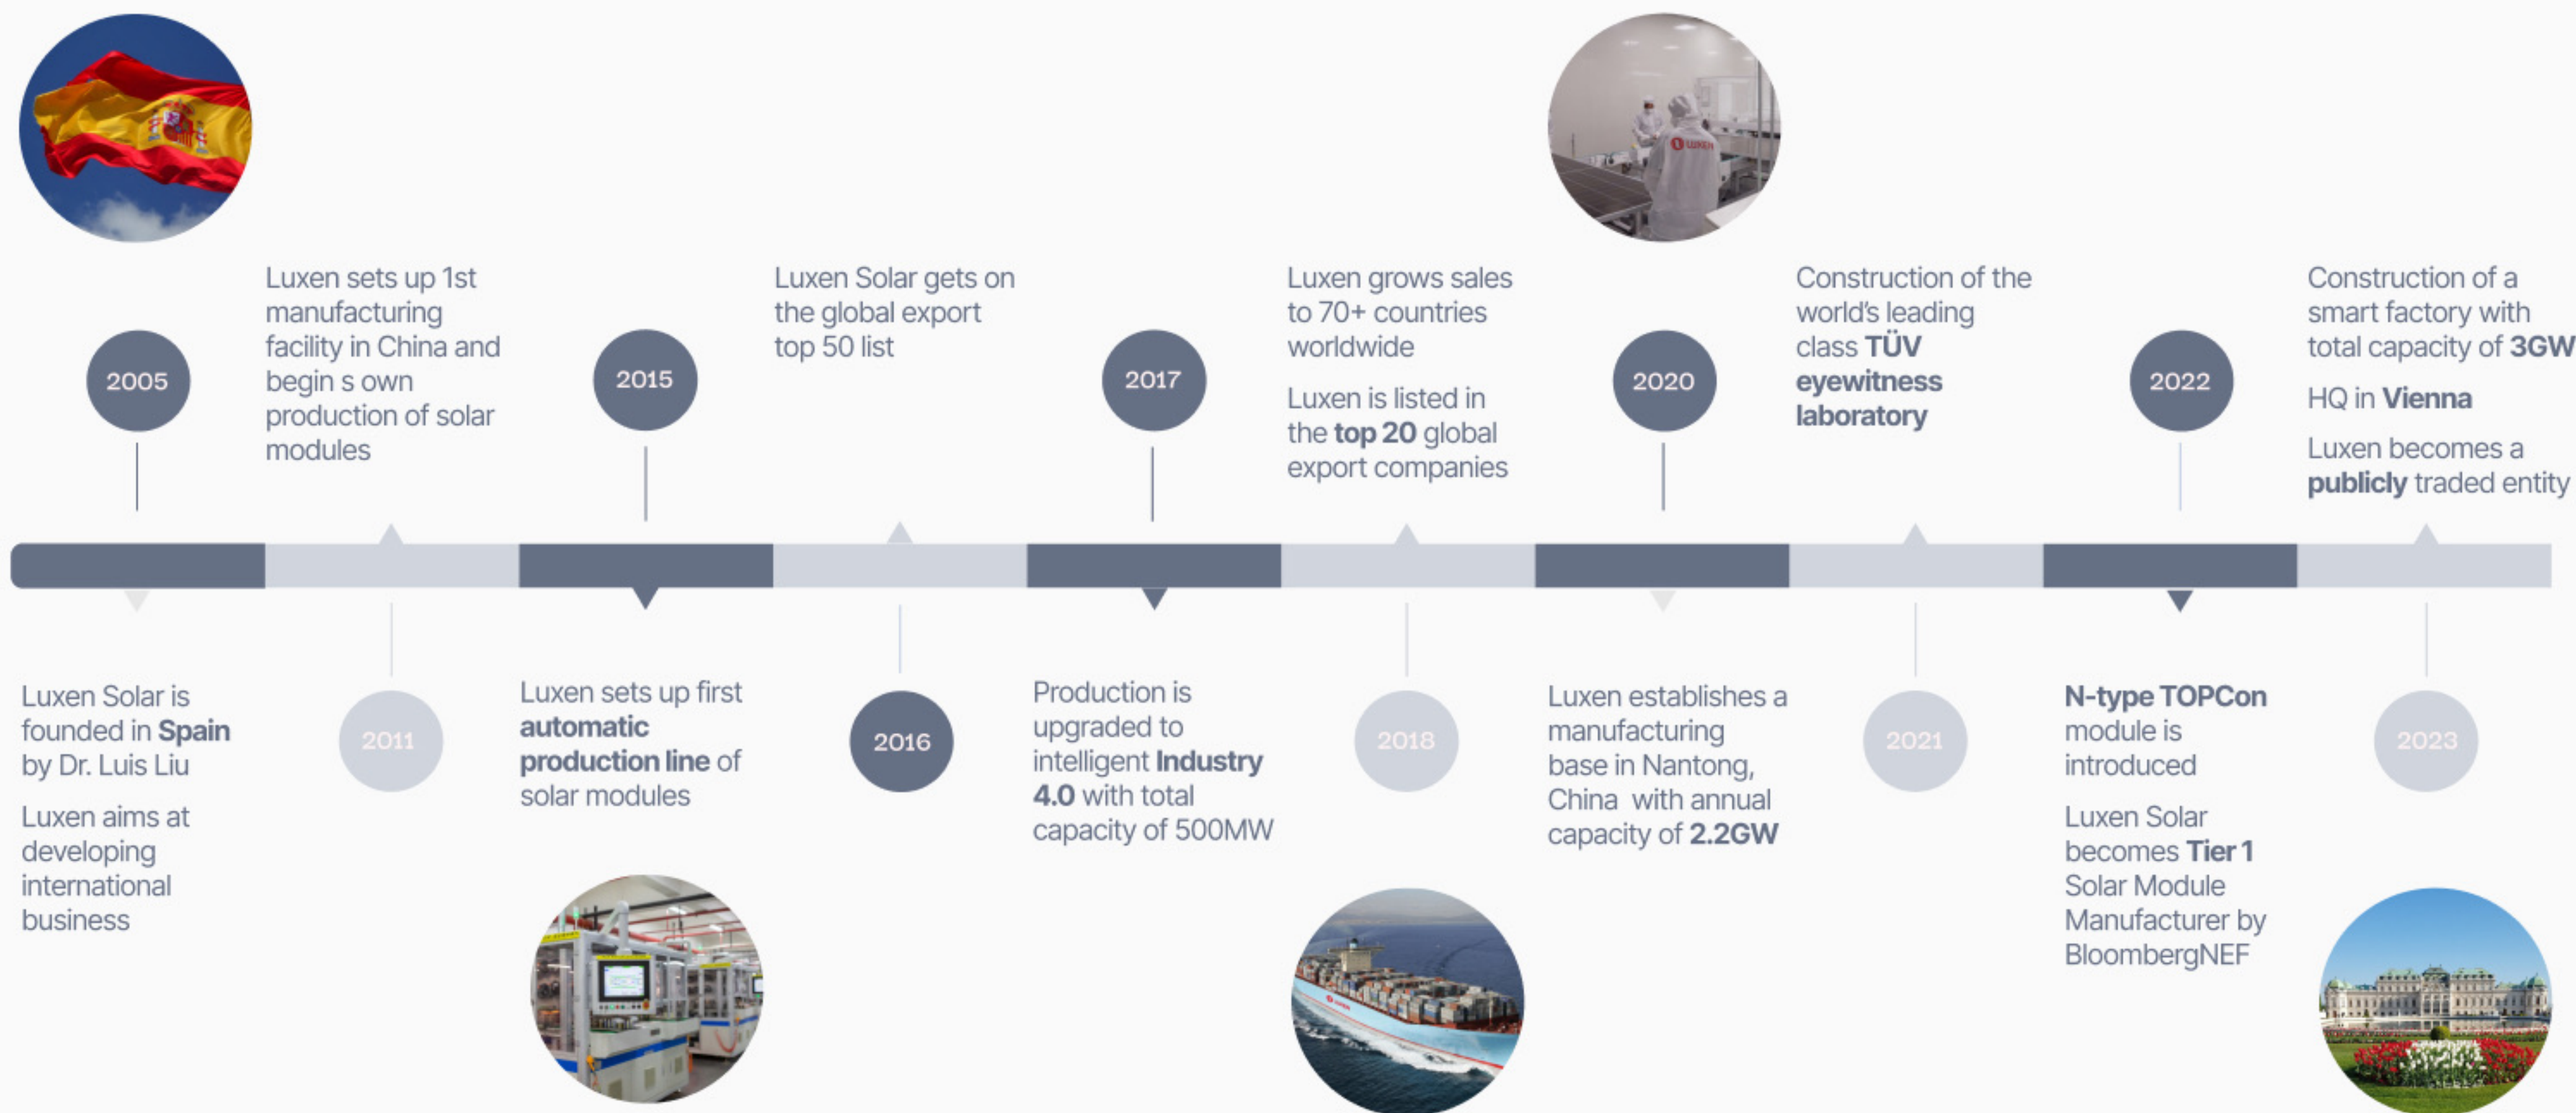 2005
Luxen Solar is
founded in Spain
by Dr. Luis Liu
Luxen aims at
developing
international
business
Luxen sets up 1st
manufacturing
facility in China and
begin s own
production of solar
modules
2011
2015
Luxen sets up first
automatic
production line of
solar modules
Luxen Solar gets on
the global export
top 50 list
2016
2017
Production is
upgraded to
intelligent Industry
4.0 with total
capacity of 500MW
Luxen grows sales
to 70+ countries
worldwide
Luxen is listed in
the top 20 global
export companies
2018
LUXEN
2020
Luxen establishes a
manufacturing
base in Nantong,
China  with annual
capacity of 2.2GW
Construction of the
world's leading
class TÜV
eyewitness
laboratory
2021
2022
N-type TOPCon
module is
introduced
Luxen Solar
becomes Tier 1
Solar Module
Manufacturer by
BloombergNEF
Construction of a
smart factory with
total capacity of 3GW
HQ in Vienna
Luxen becomes a
publicly traded entity
2023